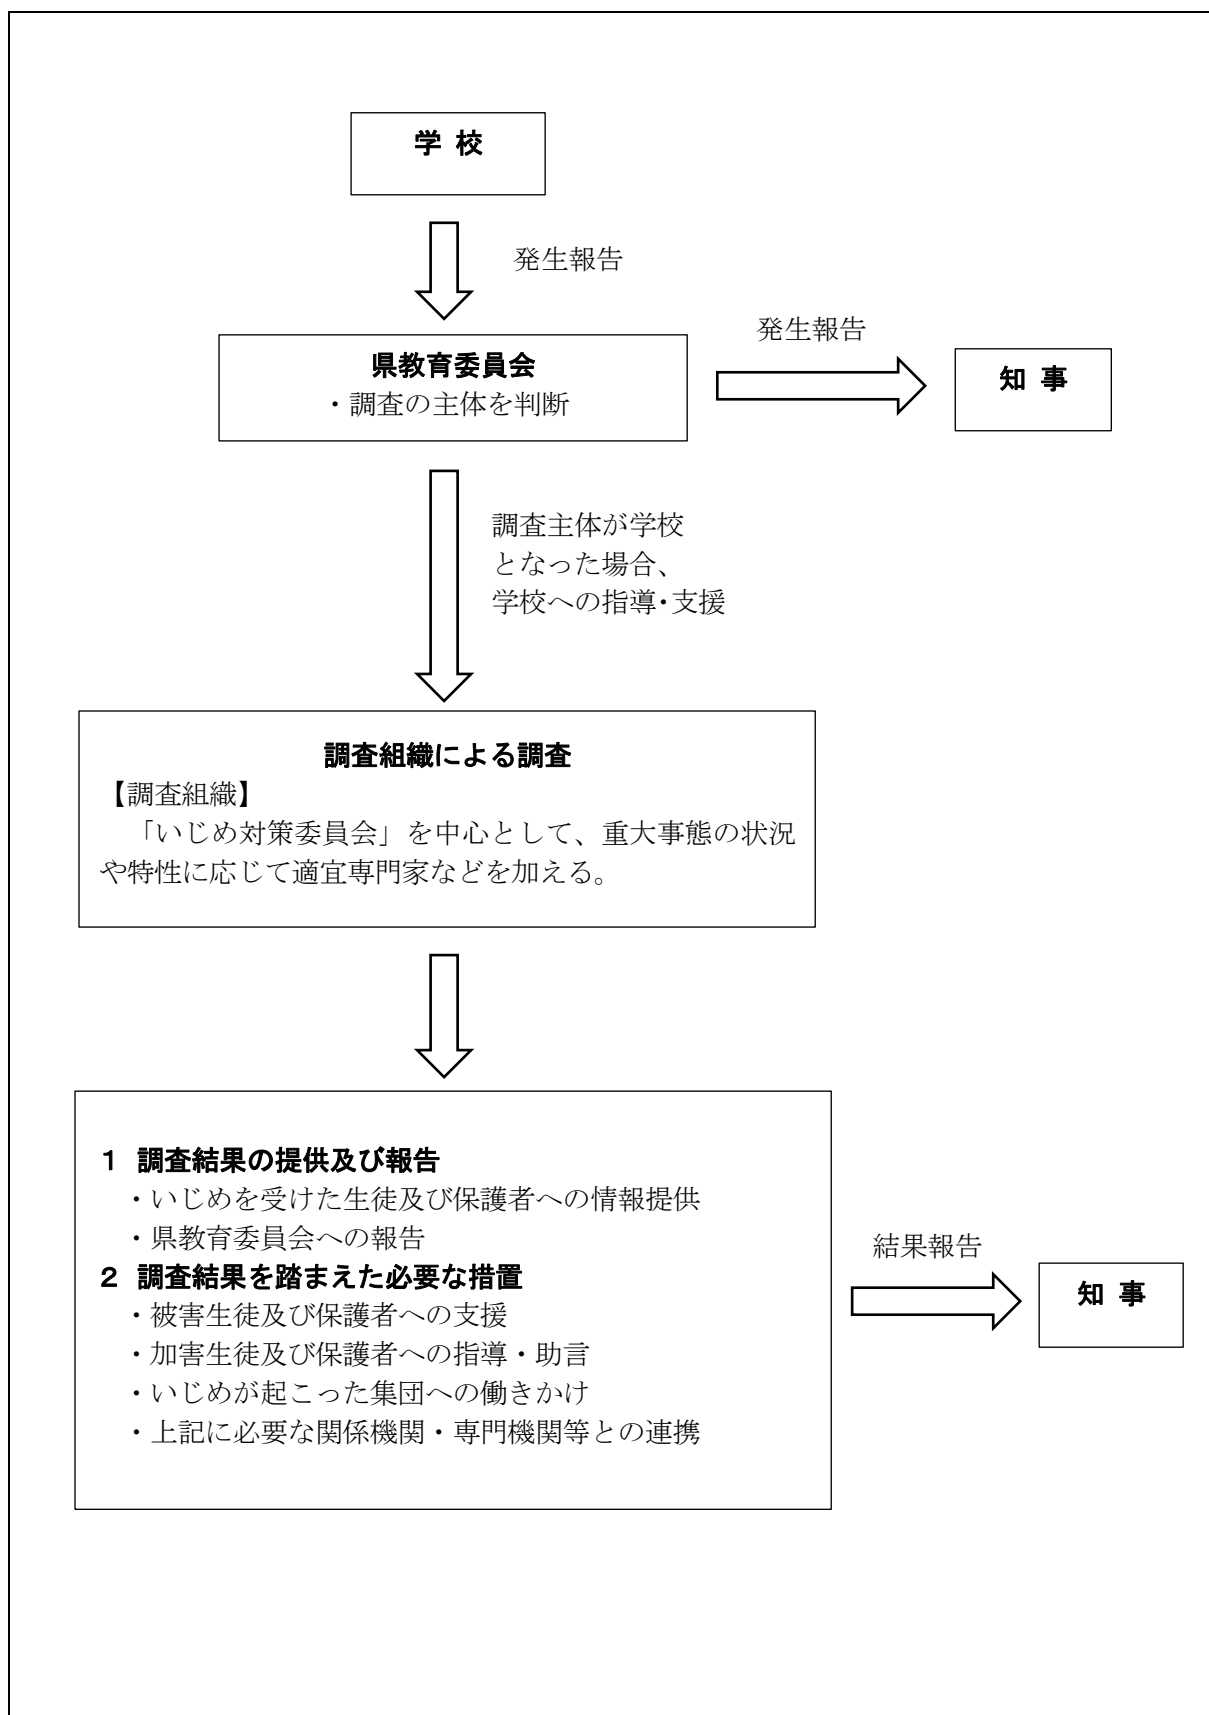 学 校
発生報告
発生報告
県教育委員会
・調査の主体を判断
知 事
調査主体が学校
となった場合、
学校への指導・支援
調査組織による調査
【調査組織】
「いじめ対策委員会」を中心として、重大事態の状況
や特性に応じて適宜専門家などを加える。
1 調査結果の提供及び報告
・いじめを受けた生徒及び保護者への情報提供
・県教育委員会への報告
2 調査結果を踏まえた必要な措置
・被害生徒及び保護者への支援
・加害生徒及び保護者への指導・助言
・いじめが起こった集団への働きかけ
・上記に必要な関係機関・専門機関等との連携
結果報告
知 事